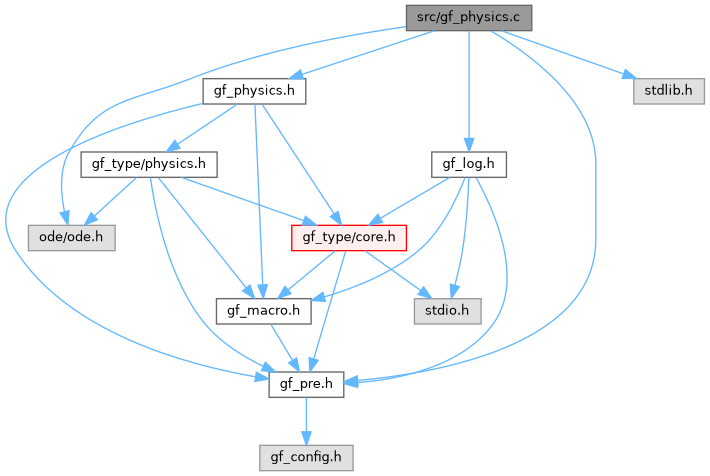 src/gf_physics.c
gf_physics.h
stdlib.h
gf_type/physics.h
gf_log.h
ode/ode.h
gf_type/core.h
gf_macro.h
stdio.h
gf_pre.h
gf_config.h